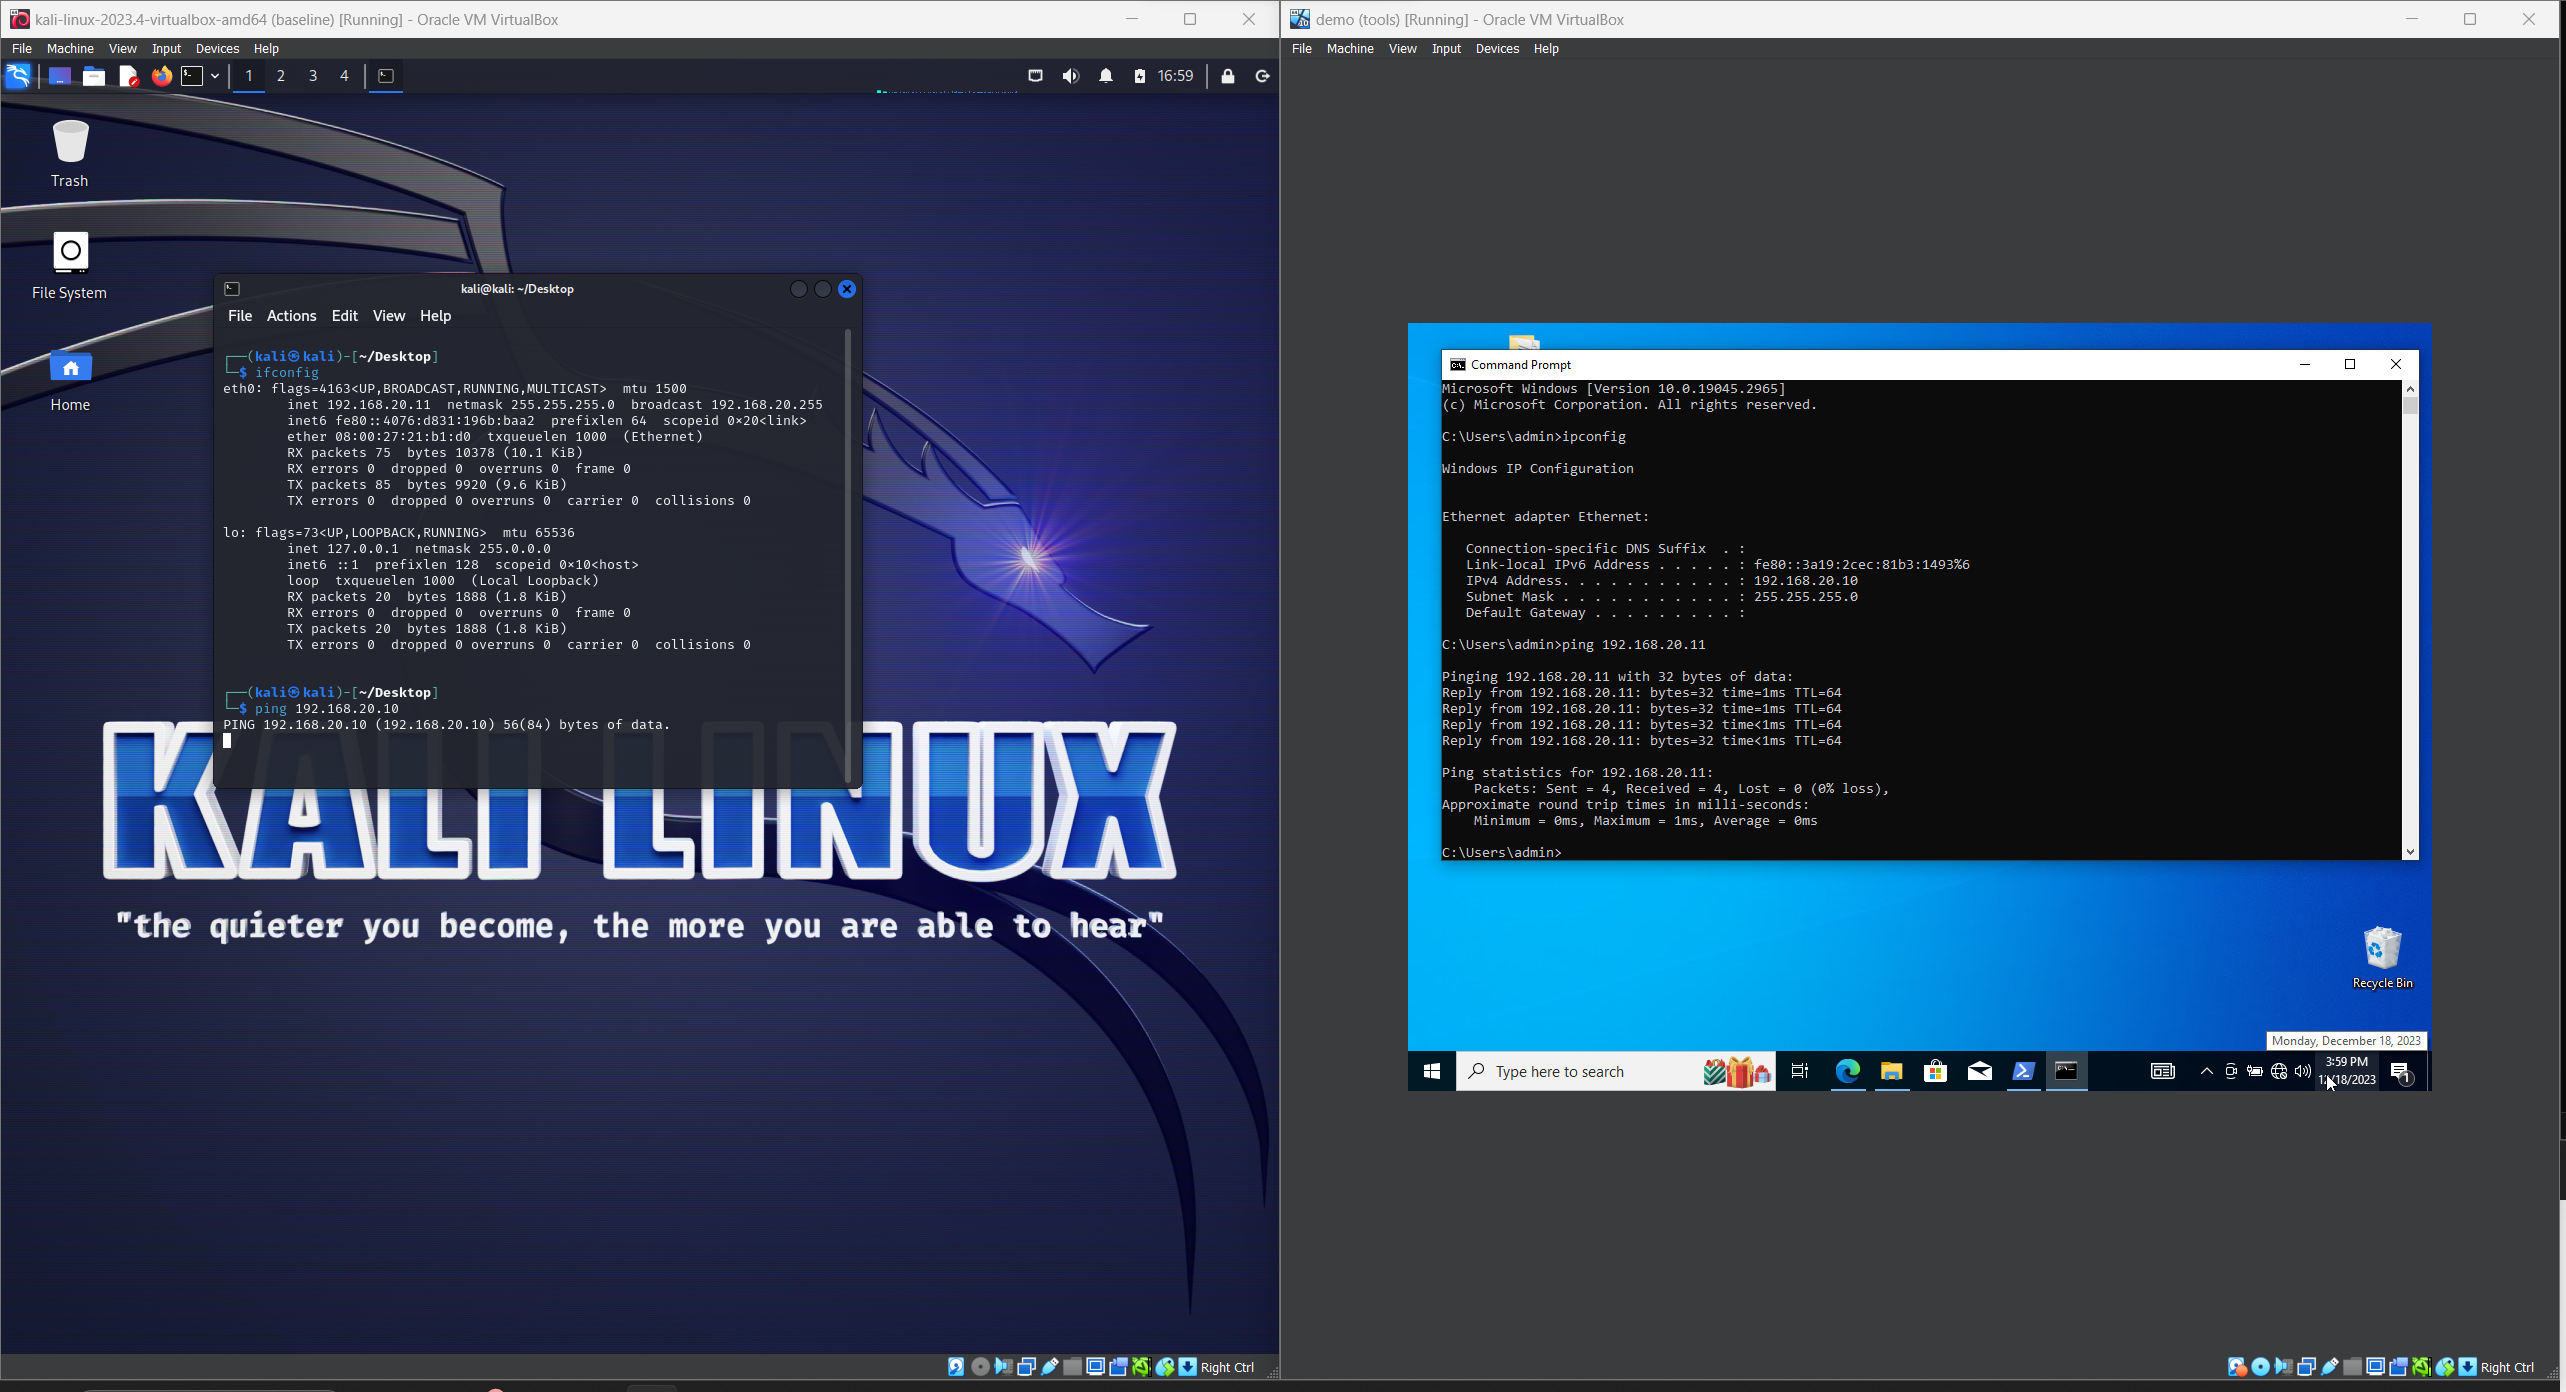 kali-linux-2023.4-virtualbox-amd64 (baseline) [Running] - Oracle VM VirtualBox
File Machine View Input Devices Help
1 2 3 4 16:59
Trash
File System
Home
kali@kali: ~/Desktop
File Actions Edit View Help
┌──(kali㉿kali)-[~/Desktop]
└─$ ifconfig
eth0: flags=4163<UP,BROADCAST,RUNNING,MULTICAST>  mtu 1500
inet 192.168.20.11  netmask 255.255.255.0  broadcast 192.168.20.255
inet6 fe80::4076:d831:196b:baa2  prefixlen 64  scopeid 0×20<link>
ether 08:00:27:21:b1:d0  txqueuelen 1000  (Ethernet)
RX packets 75  bytes 10378 (10.1 KiB)
RX errors 0  dropped 0  overruns 0  frame 0
TX packets 85  bytes 9920 (9.6 KiB)
TX errors 0  dropped 0 overruns 0  carrier 0  collisions 0
lo: flags=73<UP,LOOPBACK,RUNNING>  mtu 65536
inet 127.0.0.1  netmask 255.0.0.0
inet6 ::1  prefixlen 128  scopeid 0×10<host>
loop  txqueuelen 1000  (Local Loopback)
RX packets 20  bytes 1888 (1.8 KiB)
RX errors 0  dropped 0  overruns 0  frame 0
TX packets 20  bytes 1888 (1.8 KiB)
TX errors 0  dropped 0 overruns 0  carrier 0  collisions 0
┌──(kali㉿kali)-[~/Desktop]
└─$ ping 192.168.20.10
PING 192.168.20.10 (192.168.20.10) 56(84) bytes of data.
KALI LINUX
"the quieter you become, the more you are able to hear"
Right Ctrl
demo (tools) [Running] - Oracle VM VirtualBox
File Machine View Input Devices Help
Command Prompt
Microsoft Windows [Version 10.0.19045.2965]
(c) Microsoft Corporation. All rights reserved.
C:\Users\admin>ipconfig
Windows IP Configuration
Ethernet adapter Ethernet:
Connection-specific DNS Suffix  . :
Link-local IPv6 Address . . . . . : fe80::3a19:2cec:81b3:1493%6
IPv4 Address. . . . . . . . . . . : 192.168.20.10
Subnet Mask . . . . . . . . . . . : 255.255.255.0
Default Gateway . . . . . . . . . :
C:\Users\admin>ping 192.168.20.11
Pinging 192.168.20.11 with 32 bytes of data:
Reply from 192.168.20.11: bytes=32 time=1ms TTL=64
Reply from 192.168.20.11: bytes=32 time=1ms TTL=64
Reply from 192.168.20.11: bytes=32 time<1ms TTL=64
Reply from 192.168.20.11: bytes=32 time<1ms TTL=64
Ping statistics for 192.168.20.11:
Packets: Sent = 4, Received = 4, Lost = 0 (0% loss),
Approximate round trip times in milli-seconds:
Minimum = 0ms, Maximum = 1ms, Average = 0ms
C:\Users\admin>
Recycle Bin
Monday, December 18, 2023
Type here to search
3:59 PM
12/18/2023
1
Right Ctrl